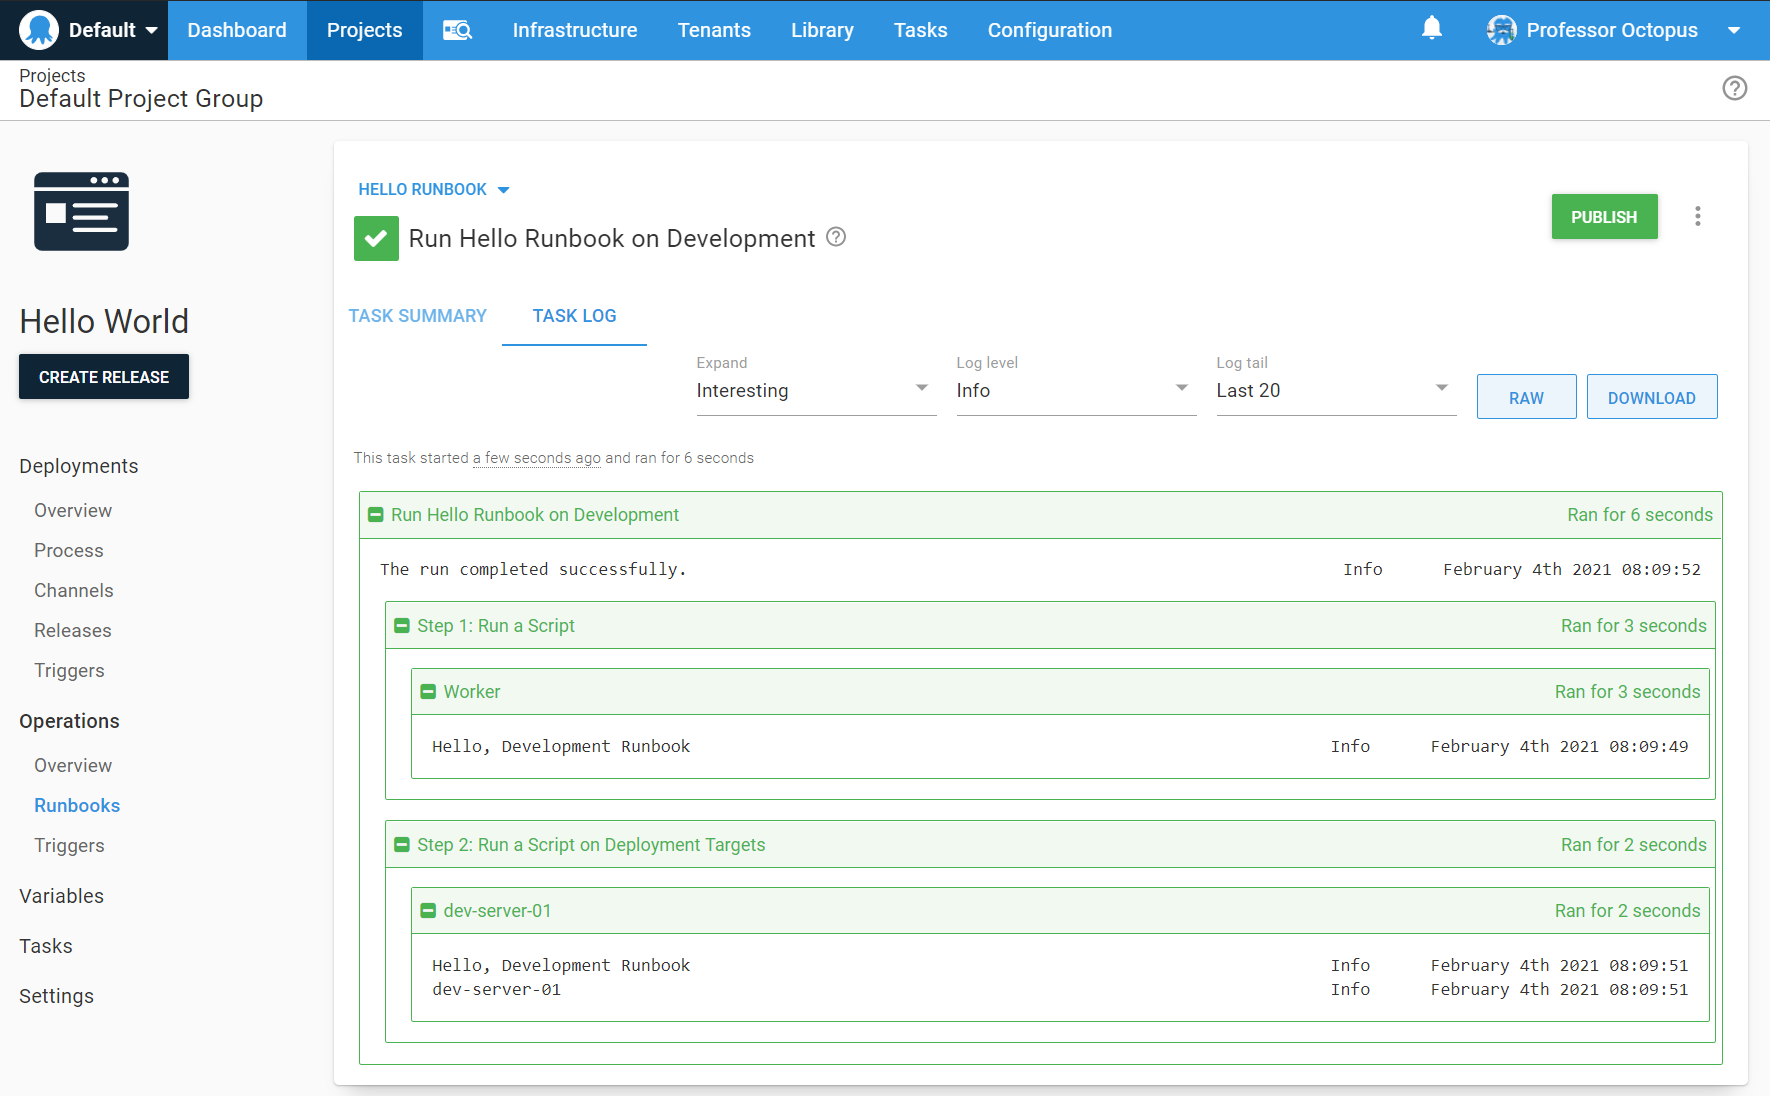 Default Dashboard Projects Infrastructure Tenants Library Tasks Configuration Professor Octopus
Projects
Default Project Group
Hello World
CREATE RELEASE
Deployments
Overview
Process
Channels
Releases
Triggers
Operations
Overview
Runbooks
Triggers
Variables
Tasks
Settings
HELLO RUNBOOK
Run Hello Runbook on Development
PUBLISH
TASK SUMMARY TASK LOG
Expand Log level Log tail
Interesting Info Last 20 RAW DOWNLOAD
This task started a few seconds ago and ran for 6 seconds
Run Hello Runbook on Development Ran for 6 seconds
The run completed successfully. Info February 4th 2021 08:09:52
Step 1: Run a Script Ran for 3 seconds
Worker Ran for 3 seconds
Hello, Development Runbook Info February 4th 2021 08:09:49
Step 2: Run a Script on Deployment Targets Ran for 2 seconds
dev-server-01 Ran for 2 seconds
Hello, Development Runbook Info February 4th 2021 08:09:51
dev-server-01 Info February 4th 2021 08:09:51